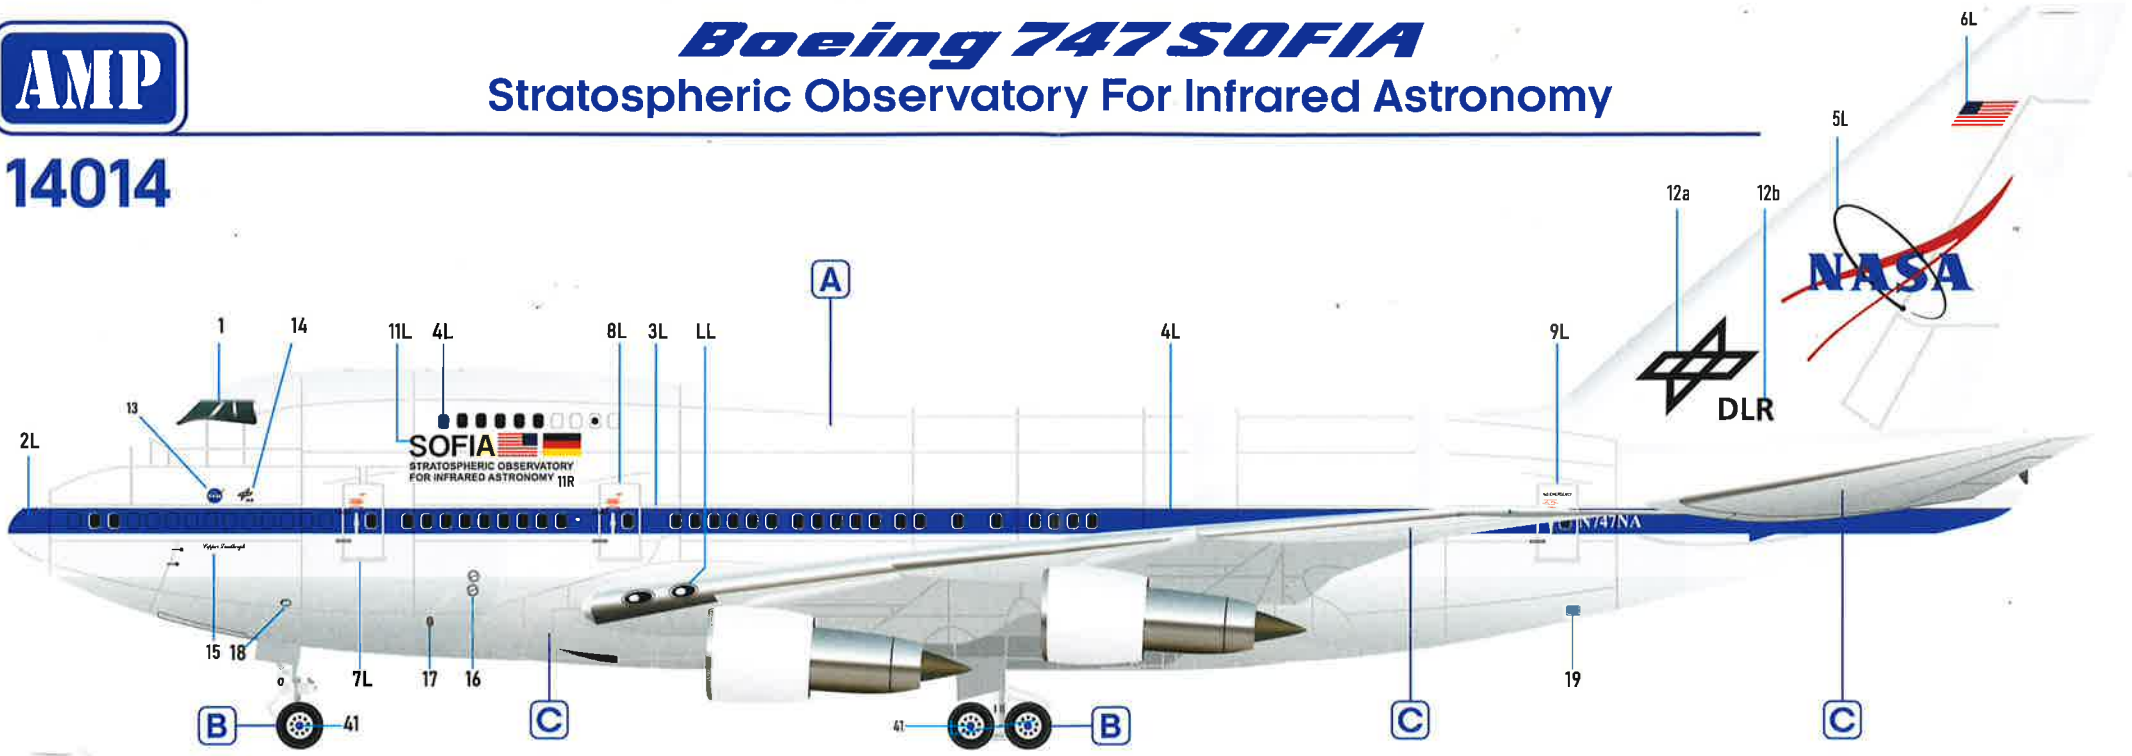 AMP
Boeing 747 SOFIA
Stratospheric Observatory For Infrared Astronomy
14014
6L
5L
12a
12b
NASA
A
1
14
11L
4L
8L
3L
LL
4L
9L
13
2L
DLR
SOFIA
STRATOSPHERIC OBSERVATORY
FOR INFRARED ASTRONOMY
11R
N747NA
15
18
7L
17
16
19
B
41
C
41
B
C
C